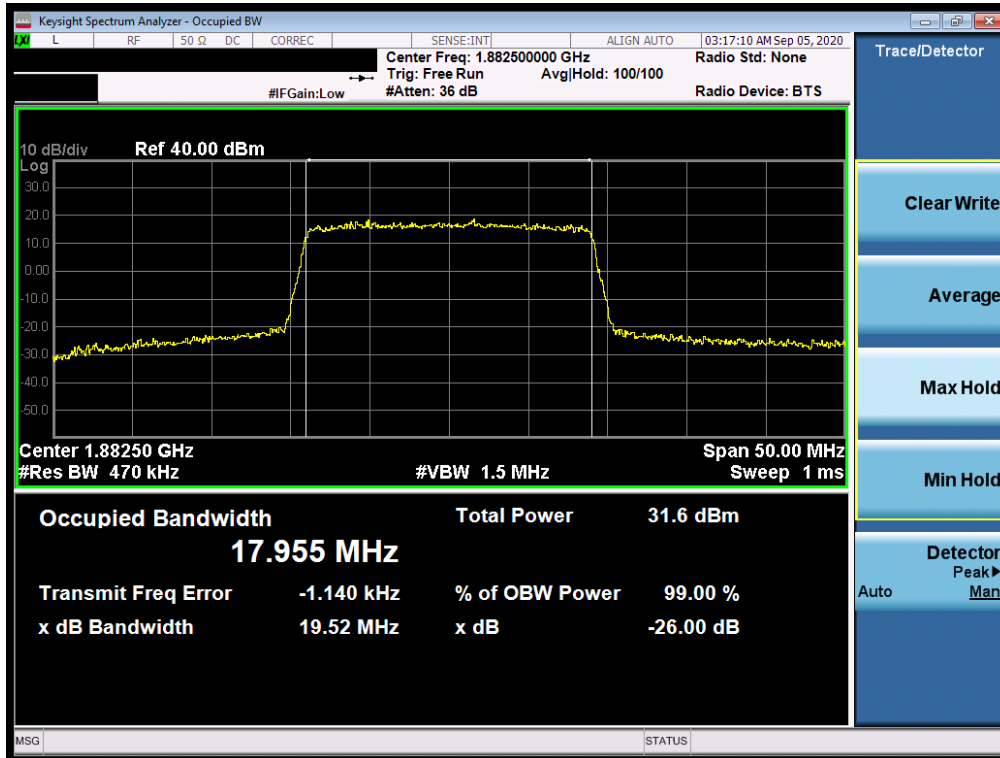 Keysight Spectrum Analyzer - Occupied BW
LXI L RF 50 Ω DC CORREC SENSE:INT ALIGN AUTO 03:17:10 AM Sep 05, 2020
Center Freq: 1.882500000 GHz Radio Std: None
Trig: Free Run Avg|Hold: 100/100
#IFGain:Low #Atten: 36 dB Radio Device: BTS
10 dB/div Ref 40.00 dBm
Log
30.0
20.0
10.0
0.00
-10.0
-20.0
-30.0
-40.0
-50.0
Center 1.88250 GHz Span 50.00 MHz
#Res BW 470 kHz #VBW 1.5 MHz Sweep 1 ms
Occupied Bandwidth Total Power 31.6 dBm
17.955 MHz
Transmit Freq Error -1.140 kHz % of OBW Power 99.00 %
x dB Bandwidth 19.52 MHz x dB -26.00 dB
MSG STATUS
Trace/Detector
Clear Write
Average
Max Hold
Min Hold
Detector
Peak▶
Auto Man